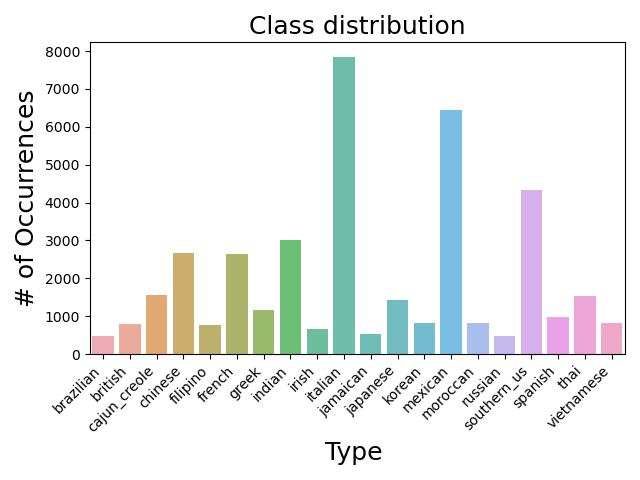 Class distribution
# of Occurrences
8000
7000
6000
5000
4000
3000
2000
1000
0
brazilian
british
cajun_creole
chinese
filipino
french
greek
indian
irish
italian
jamaican
japanese
korean
mexican
moroccan
russian
southern_us
spanish
thai
vietnamese
Type